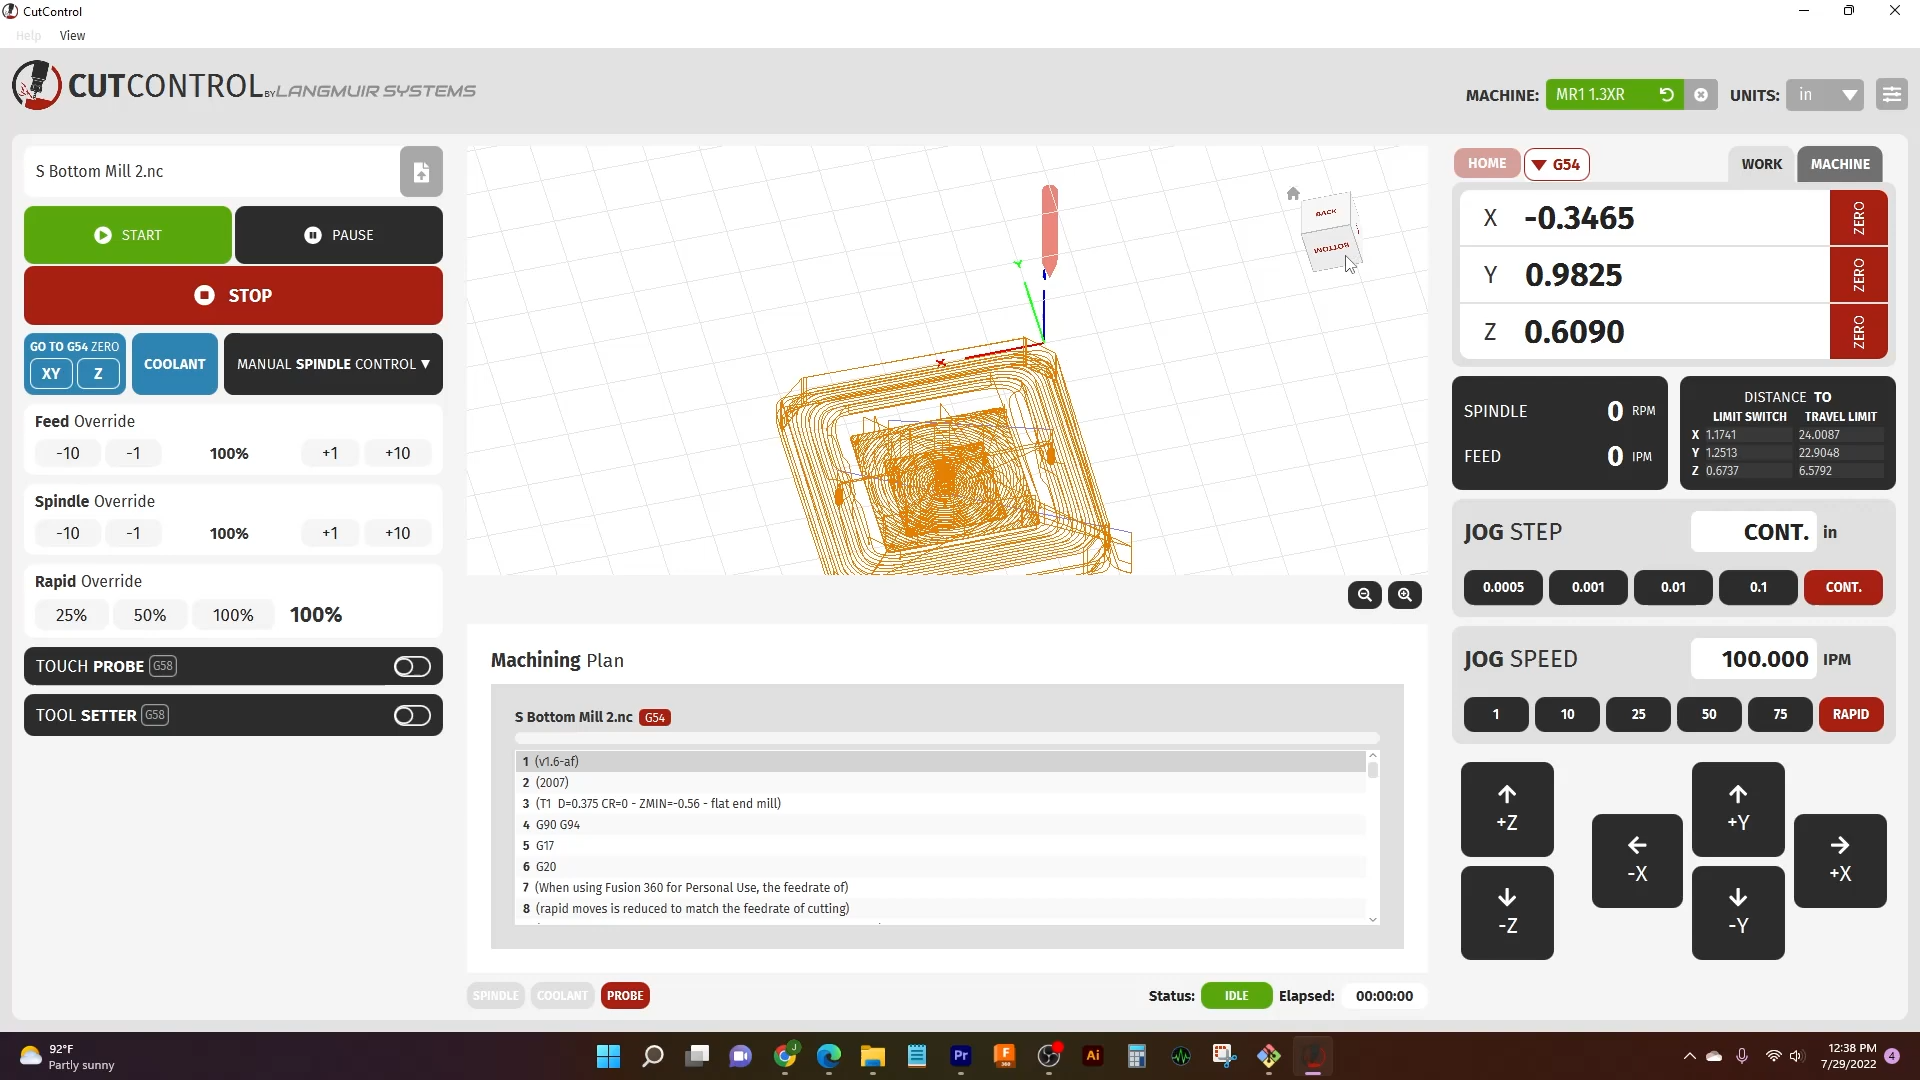 CutControl
Help View
CUTCONTROL BY LANGMUIR SYSTEMS
MACHINE: MR1 1.3XR UNITS: in
S Bottom Mill 2.nc
START PAUSE
STOP
GO TO G54 ZERO
XY Z
COOLANT
MANUAL SPINDLE CONTROL ▼
Feed Override
-10 -1 100% +1 +10
Spindle Override
-10 -1 100% +1 +10
Rapid Override
25% 50% 100% 100%
TOUCH PROBE G58
TOOL SETTER G58
BACK
BOTTOM
Y
X
Machining Plan
S Bottom Mill 2.nc G54
1 (v1.6-af)
2 (2007)
3 (T1 D=0.375 CR=0 - ZMIN=-0.56 - flat end mill)
4 G90 G94
5 G17
6 G20
7 (When using Fusion 360 for Personal Use, the feedrate of)
8 (rapid moves is reduced to match the feedrate of cutting)
SPINDLE COOLANT PROBE
Status: IDLE Elapsed: 00:00:00
HOME G54 WORK MACHINE
X -0.3465 ZERO
Y 0.9825 ZERO
Z 0.6090 ZERO
SPINDLE 0 RPM
FEED 0 IPM
DISTANCE TO
LIMIT SWITCH TRAVEL LIMIT
X 1.1741 24.0087
Y 1.2513 22.9048
Z 0.6737 6.5792
JOG STEP CONT. in
0.0005 0.001 0.01 0.1 CONT.
JOG SPEED 100.000 IPM
1 10 25 50 75 RAPID
+Z +Y
-X +X
-Z -Y
92°F
Partly sunny
J
Pr
F
360
Ai
12:38 PM
7/29/2022
4